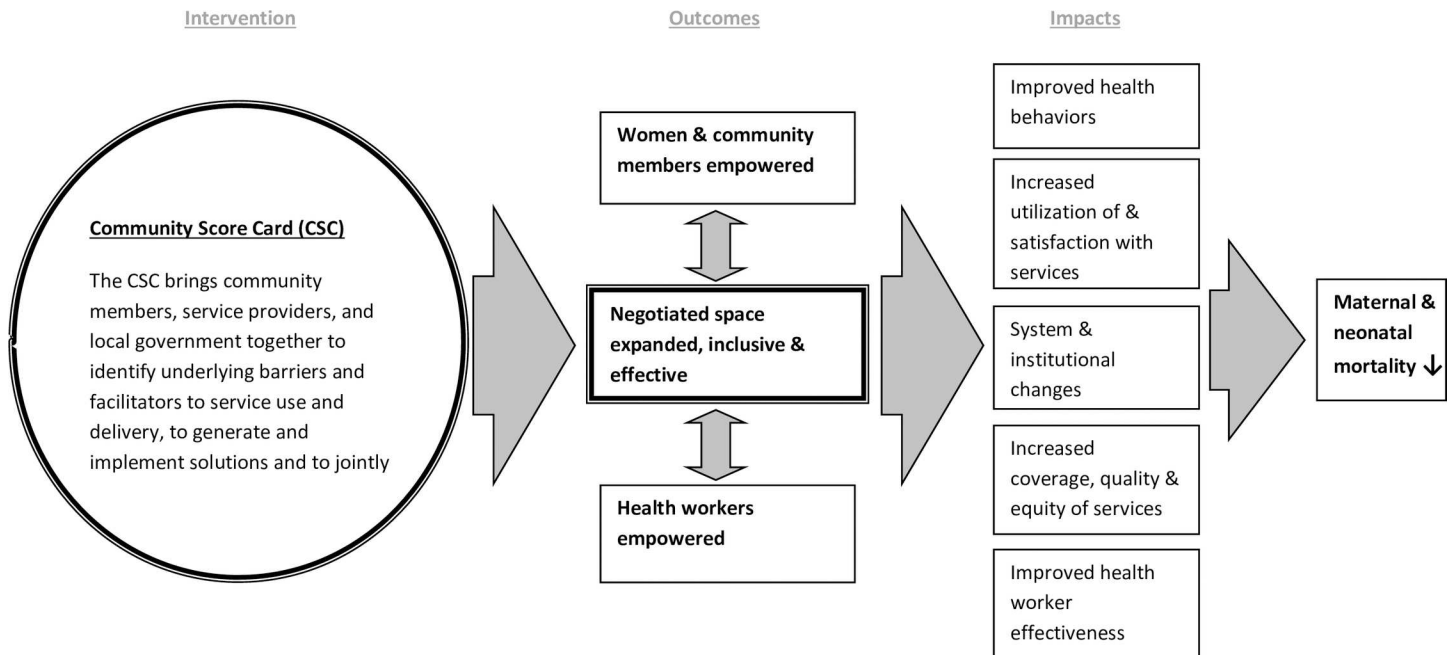 Intervention
Outcomes
Impacts
Community Score Card (CSC)
The CSC brings community
members, service providers, and
local government together to
identify underlying barriers and
facilitators to service use and
delivery, to generate and
implement solutions and to jointly
Women & community
members empowered
Negotiated space
expanded, inclusive &
effective
Health workers
empowered
Improved health
behaviors
Increased
utilization of &
satisfaction with
services
System &
institutional
changes
Increased
coverage, quality &
equity of services
Improved health
worker
effectiveness
Maternal &
neonatal
mortality ↓